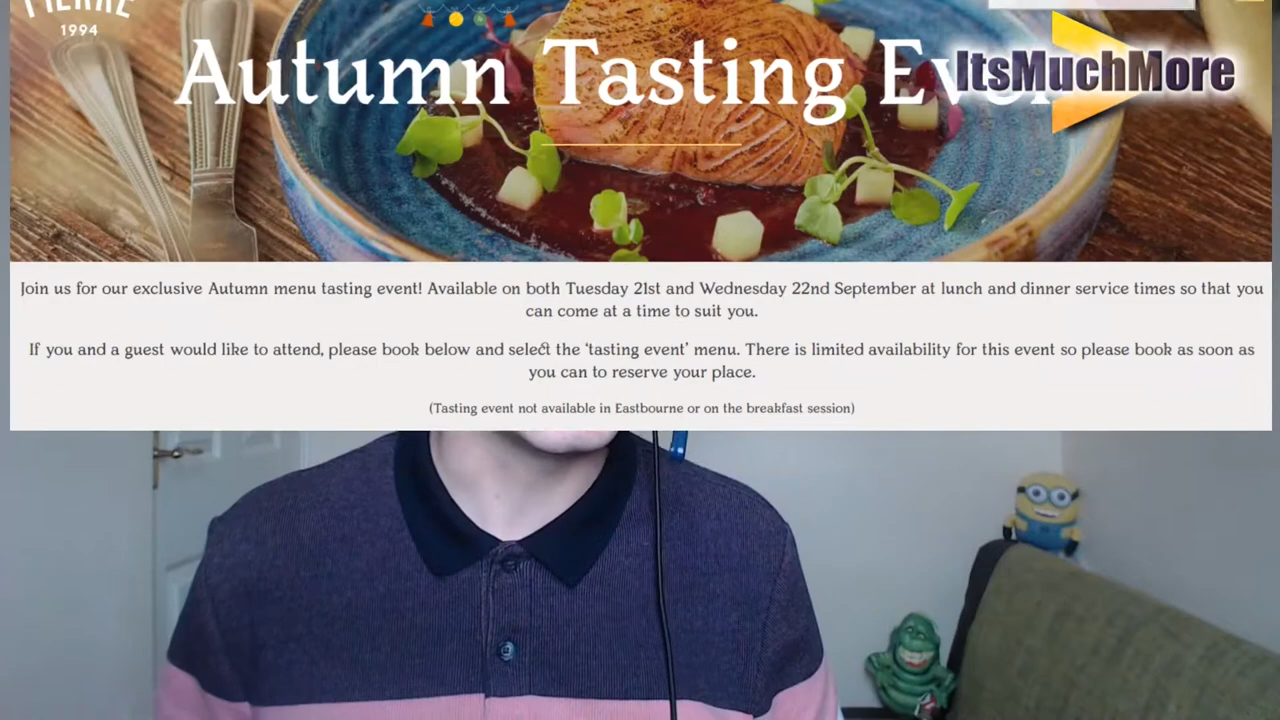 PIERRE
1994
Autumn Tasting Even
ItsMuchMore
Join us for our exclusive Autumn menu tasting event! Available on both Tuesday 21st and Wednesday 22nd September at lunch and dinner service times so that you
can come at a time to suit you.
If you and a guest would like to attend, please book below and select the ‘tasting event’ menu. There is limited availability for this event so please book as soon as
you can to reserve your place.
(Tasting event not available in Eastbourne or on the breakfast session)